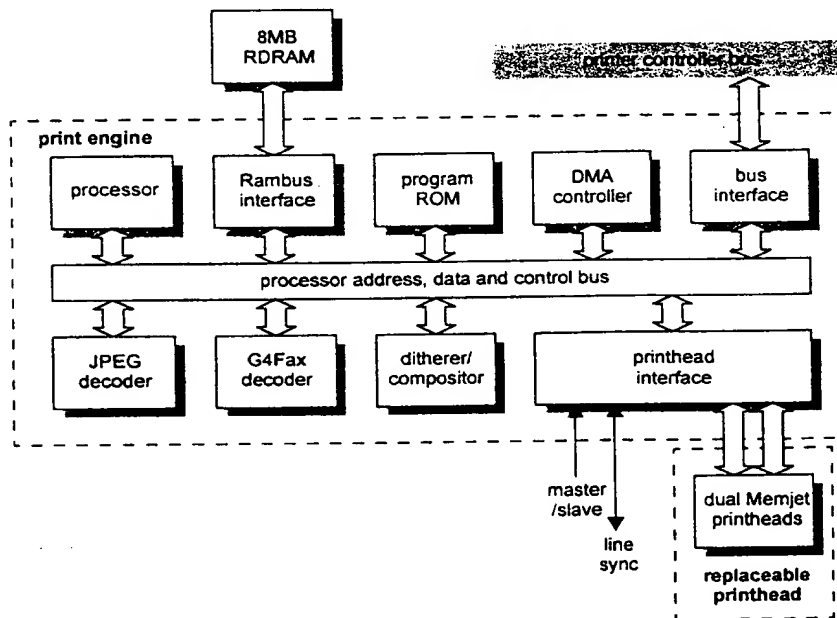 8MB
RDRAM
printer controller bus
print engine
processor
Rambus
interface
program
ROM
DMA
controller
bus
interface
processor address, data and control bus
JPEG
decoder
G4Fax
decoder
ditherer/
compositor
printhead
interface
master
/slave
line
sync
dual Memjet
printheads
replaceable
printhead